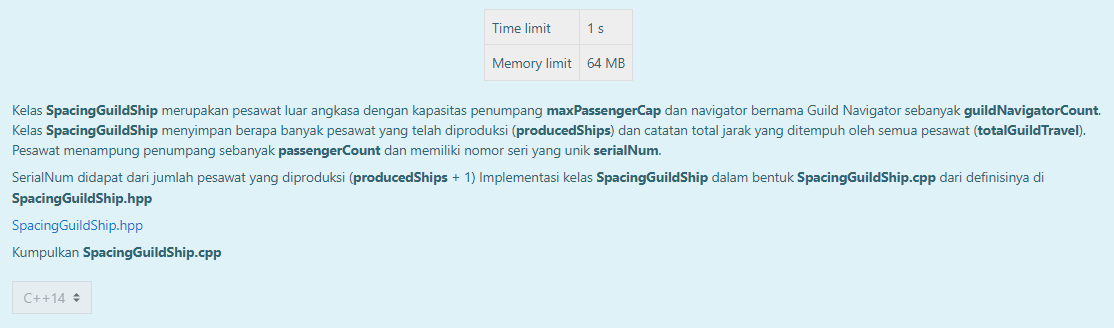 Time limit 1 s
Memory limit 64 MB
Kelas SpacingGuildShip merupakan pesawat luar angkasa dengan kapasitas penumpang maxPassengerCap dan navigator bernama Guild Navigator sebanyak guildNavigatorCount.
Kelas SpacingGuildShip menyimpan berapa banyak pesawat yang telah diproduksi (producedShips) dan catatan total jarak yang ditempuh oleh semua pesawat (totalGuildTravel).
Pesawat menampung penumpang sebanyak passengerCount dan memiliki nomor seri yang unik serialNum.
SerialNum didapat dari jumlah pesawat yang diproduksi (producedShips + 1) Implementasi kelas SpacingGuildShip dalam bentuk SpacingGuildShip.cpp dari definisinya di
SpacingGuildShip.hpp
SpacingGuildShip.hpp
Kumpulkan SpacingGuildShip.cpp
C++14